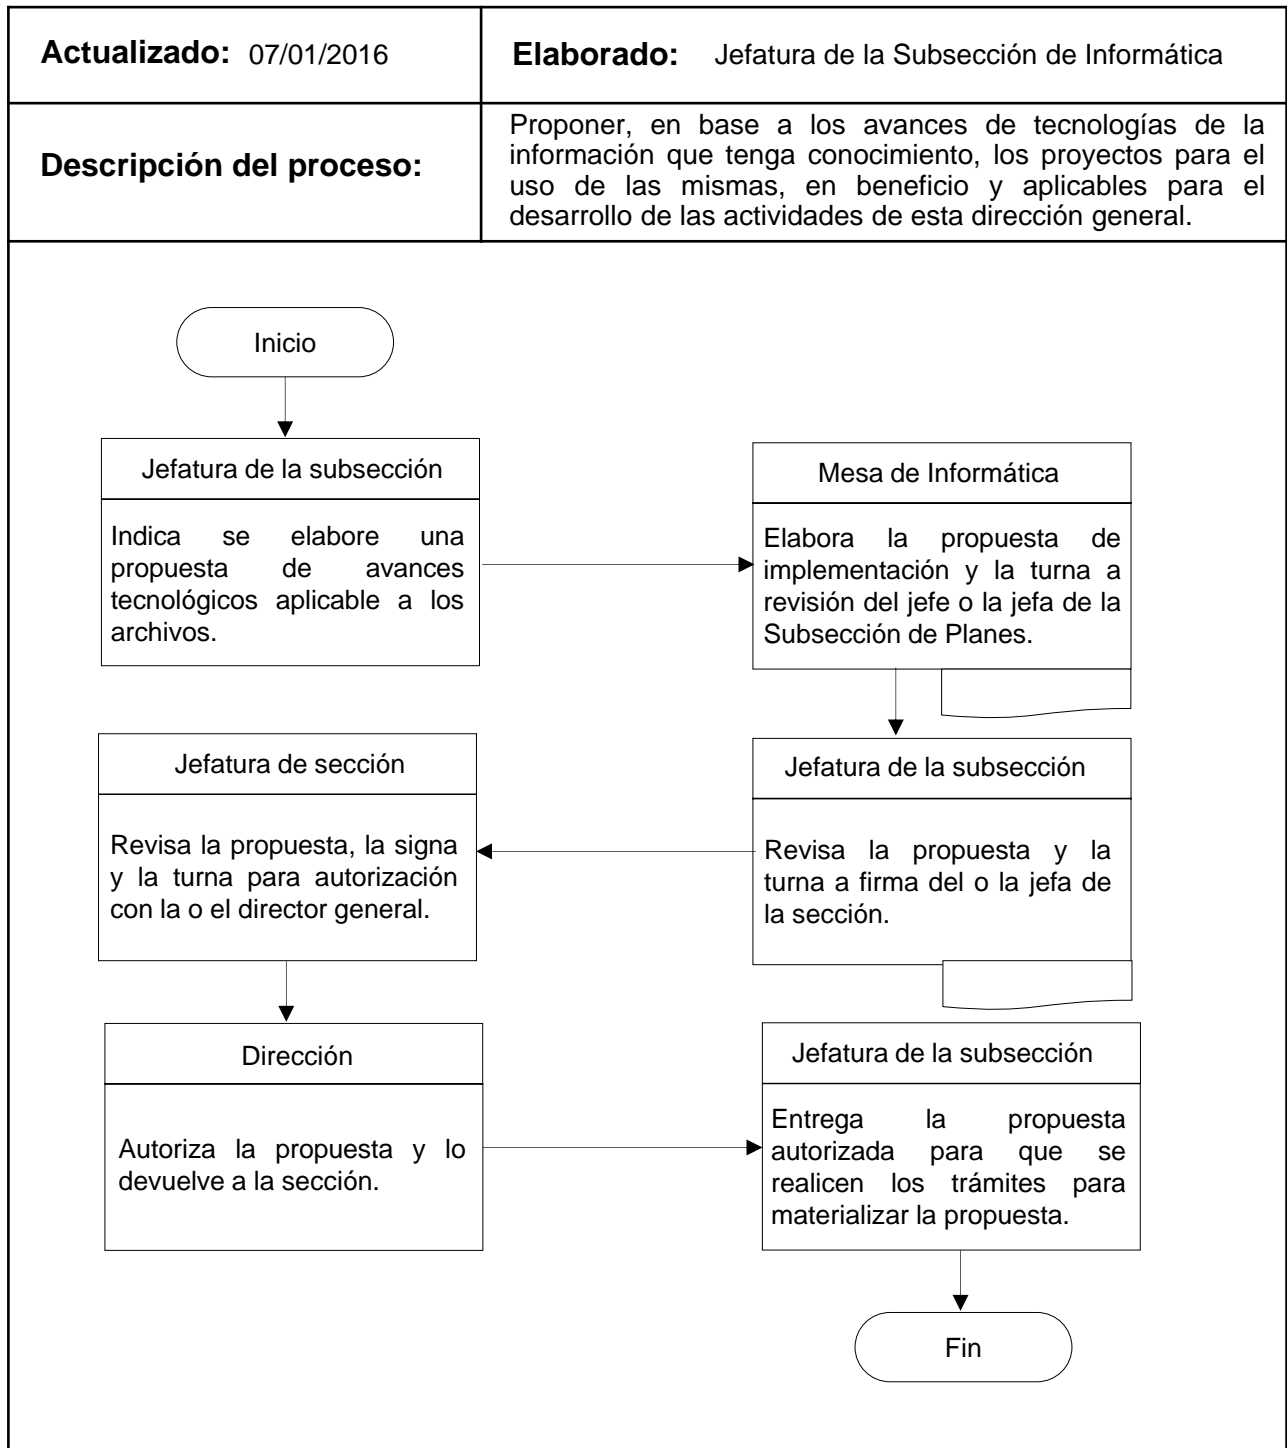 Actualizado: 07/01/2016
Elaborado: Jefatura de la Subsección de Informática
Descripción del proceso:
Proponer, en base a los avances de tecnologías de la
información que tenga conocimiento, los proyectos para el
uso de las mismas, en beneficio y aplicables para el
desarrollo de las actividades de esta dirección general.
Inicio
Jefatura de la subsección
Indica se elabore una
propuesta de avances
tecnológicos aplicable a los
archivos.
Mesa de Informática
Elabora la propuesta de
implementación y la turna a
revisión del jefe o la jefa de la
Subsección de Planes.
Jefatura de la subsección
Revisa la propuesta y la
turna a firma del o la jefa de
la sección.
Jefatura de sección
Revisa la propuesta, la signa
y la turna para autorización
con la o el director general.
Dirección
Autoriza la propuesta y lo
devuelve a la sección.
Jefatura de la subsección
Entrega la propuesta
autorizada para que se
realicen los trámites para
materializar la propuesta.
Fin